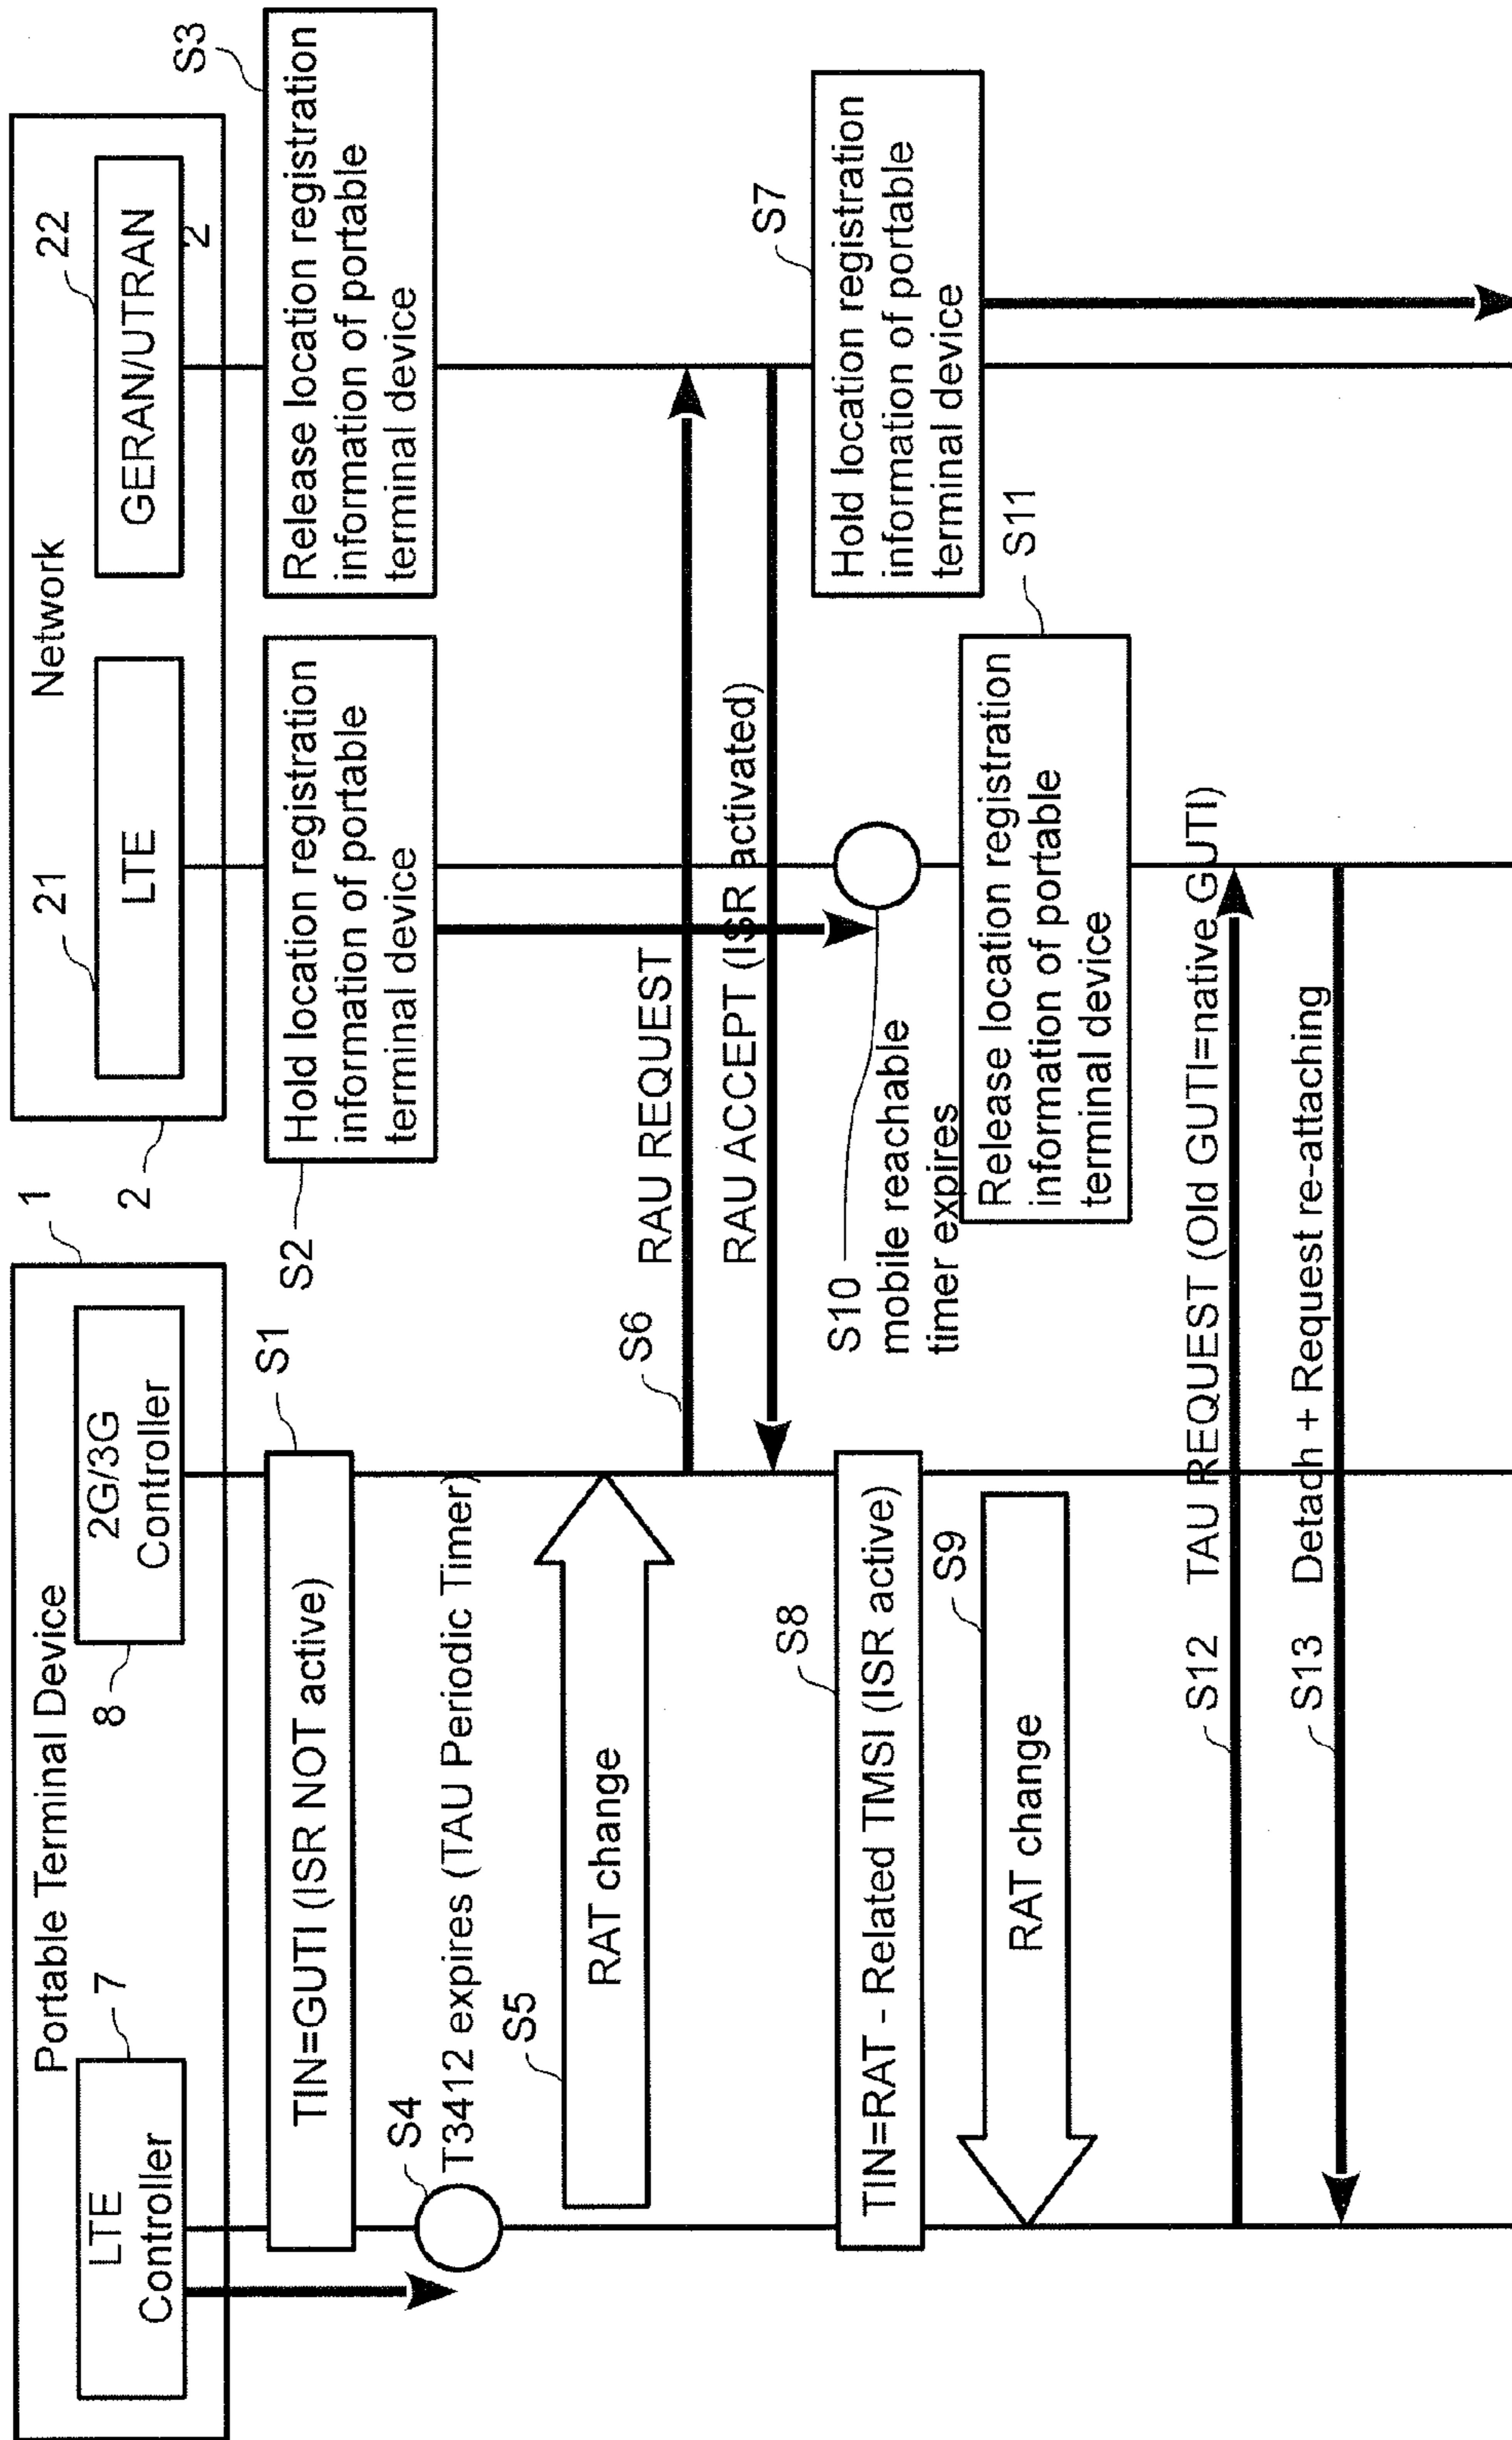 Portable Terminal Device
1
LTE
Controller
7
2G/3G
Controller
8
Network
2
LTE
21
GERAN/UTRAN
22
2
TIN=GUTI (ISR NOT active)
S1
Hold location registration
information of portable
terminal device
S2
Release location registration
information of portable
terminal device
S3
S4
T3412 expires (TAU Periodic Timer)
S5
RAT change
S6
RAU REQUEST
RAU ACCEPT (ISR activated)
Hold location registration
information of portable
terminal device
S7
S8
TIN=RAT - Related TMSI (ISR active)
S9
RAT change
S10
mobile reachable
timer expires
Release location registration
information of portable
terminal device
S11
S12 TAU REQUEST (Old GUTI=native GUTI)
S13 Detach + Request re-attaching